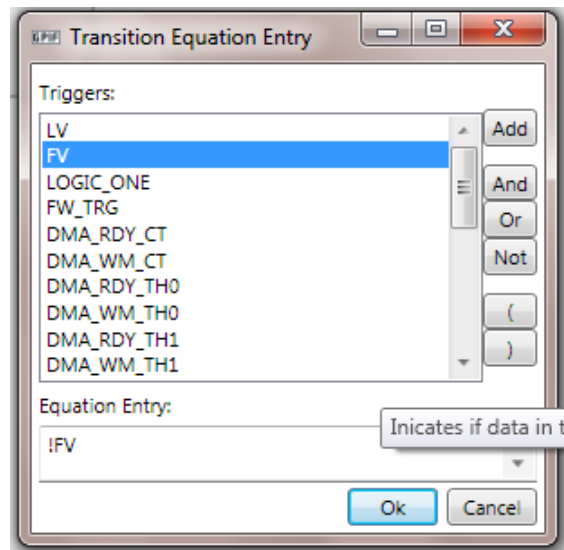 GPIF Transition Equation Entry
Triggers:
LV
FV
LOGIC_ONE
FW_TRG
DMA_RDY_CT
DMA_WM_CT
DMA_RDY_TH0
DMA_WM_TH0
DMA_RDY_TH1
DMA_WM_TH1
Add
And
Or
Not
(
)
Equation Entry:
!FV
Inicates if data in t
Ok
Cancel